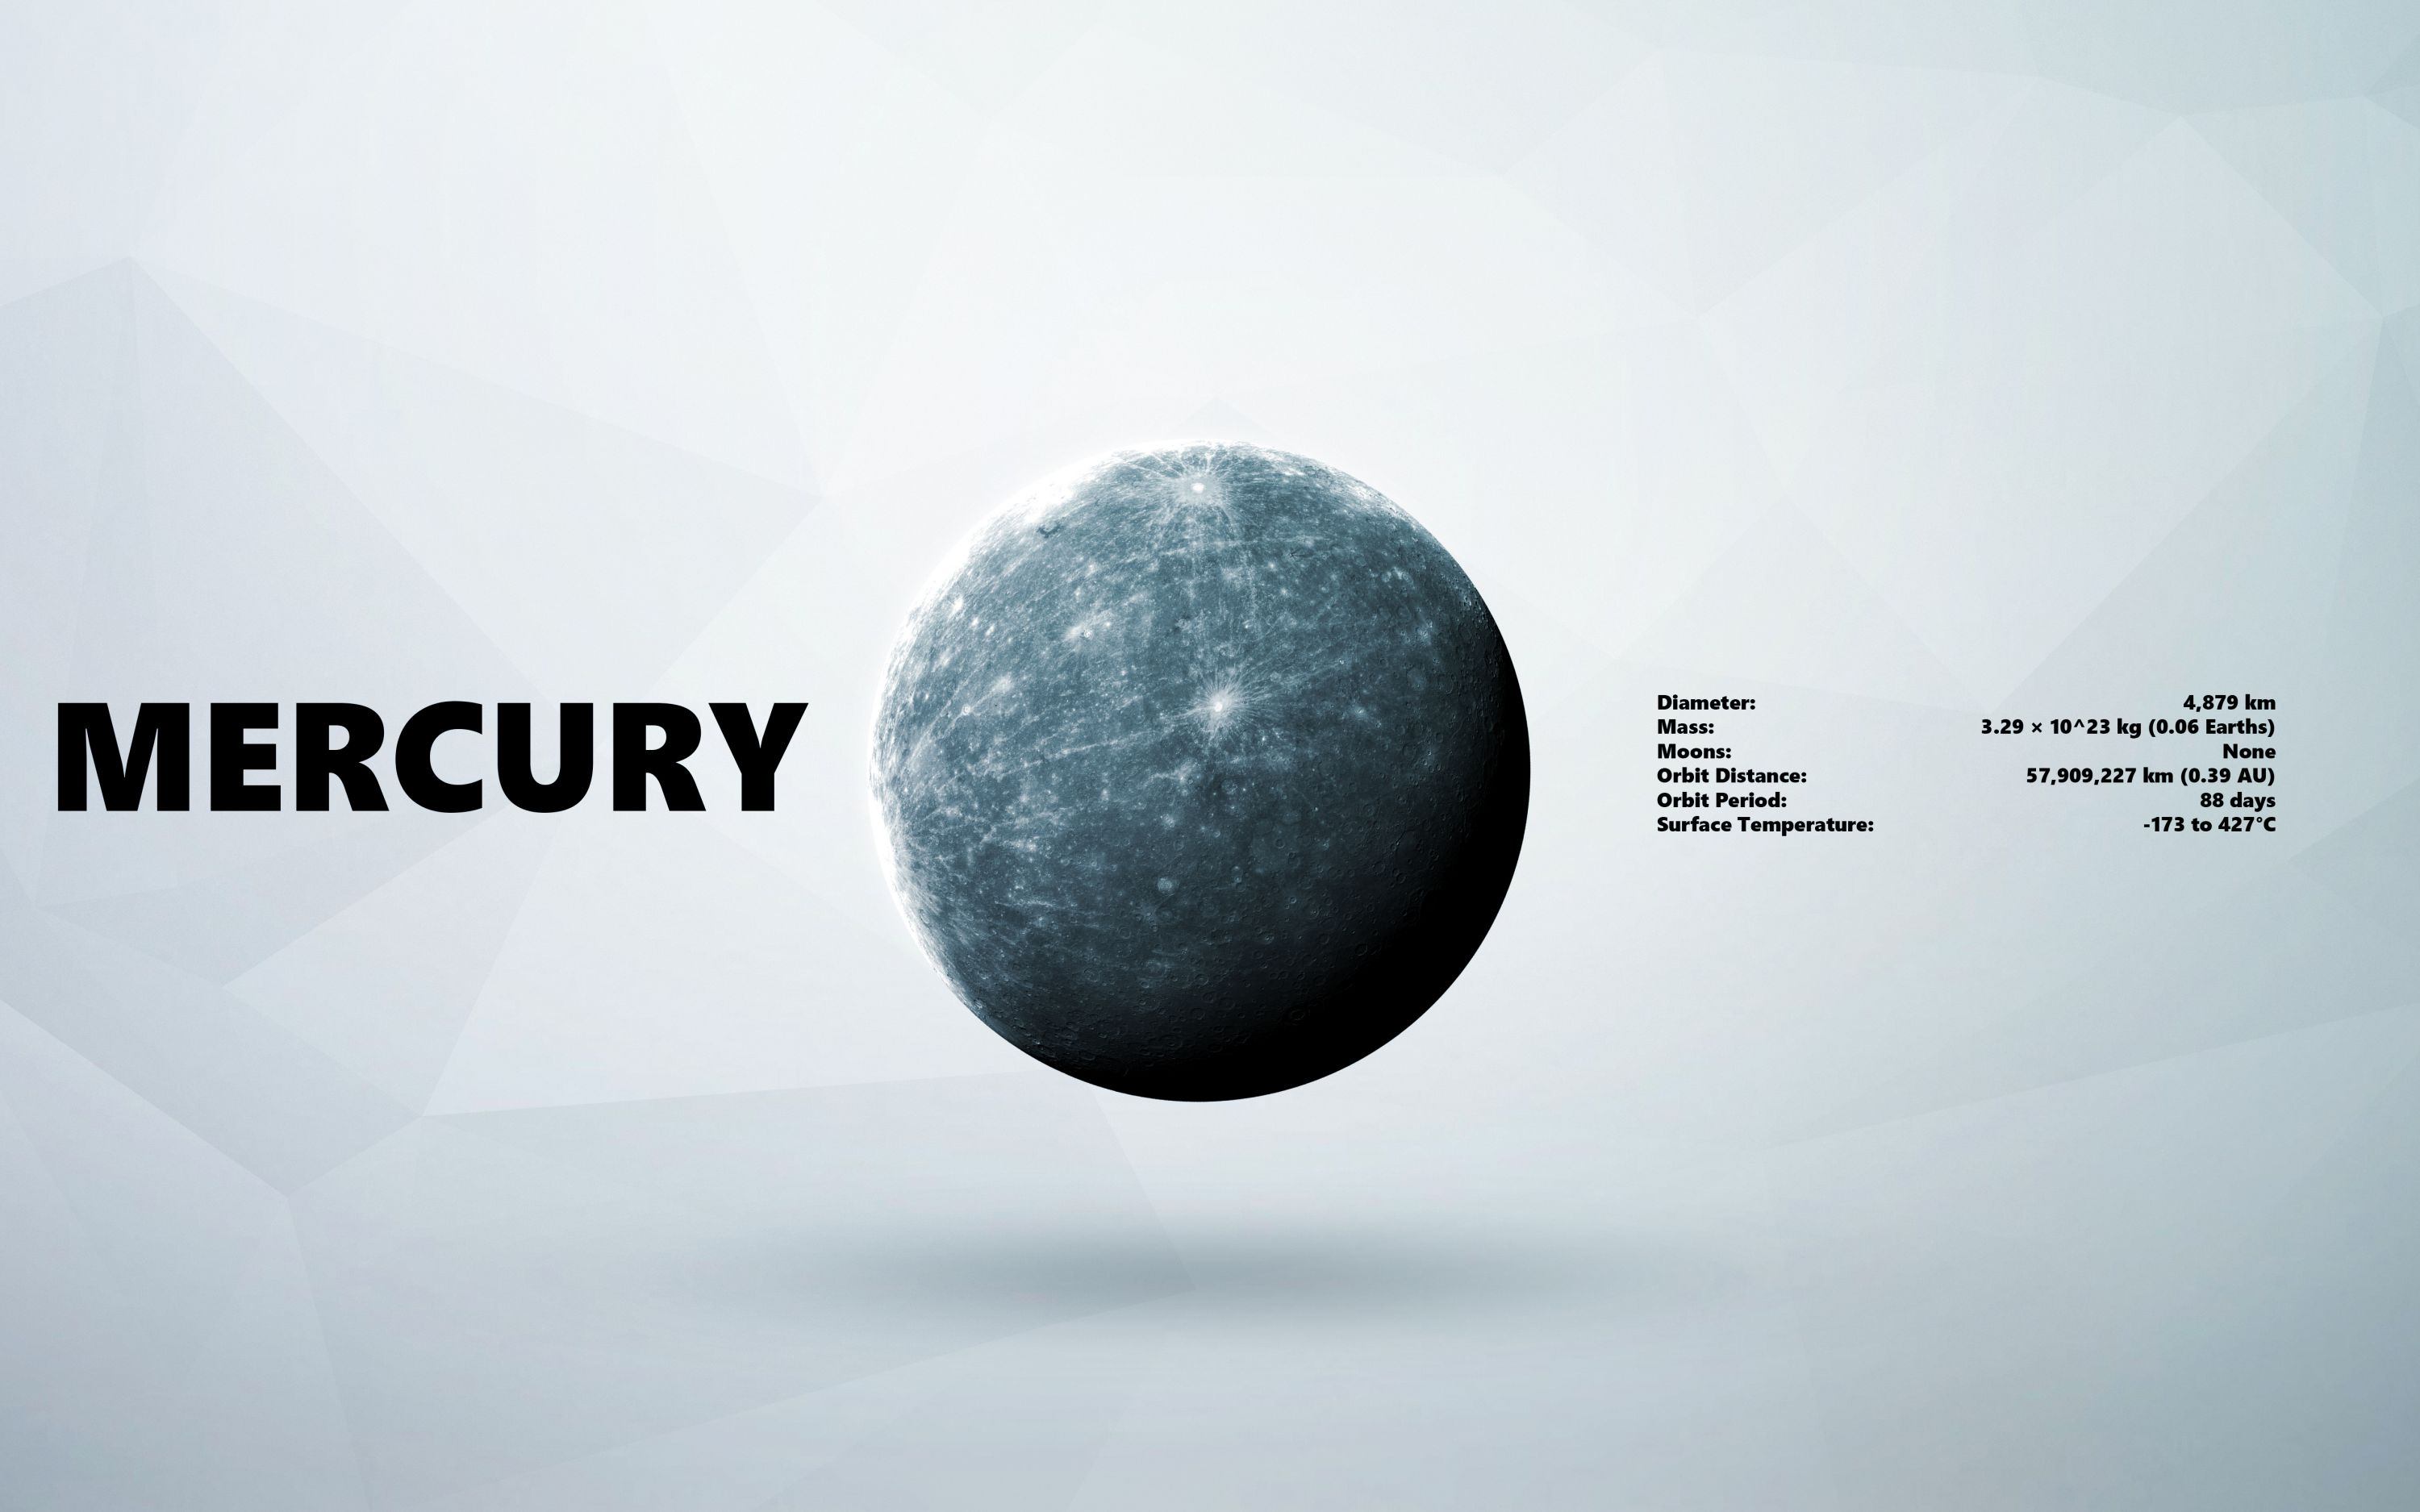 MERCURY
Diameter: 4,879 km
Mass: 3.29 × 10^23 kg (0.06 Earths)
Moons: None
Orbit Distance: 57,909,227 km (0.39 AU)
Orbit Period: 88 days
Surface Temperature: -173 to 427°C